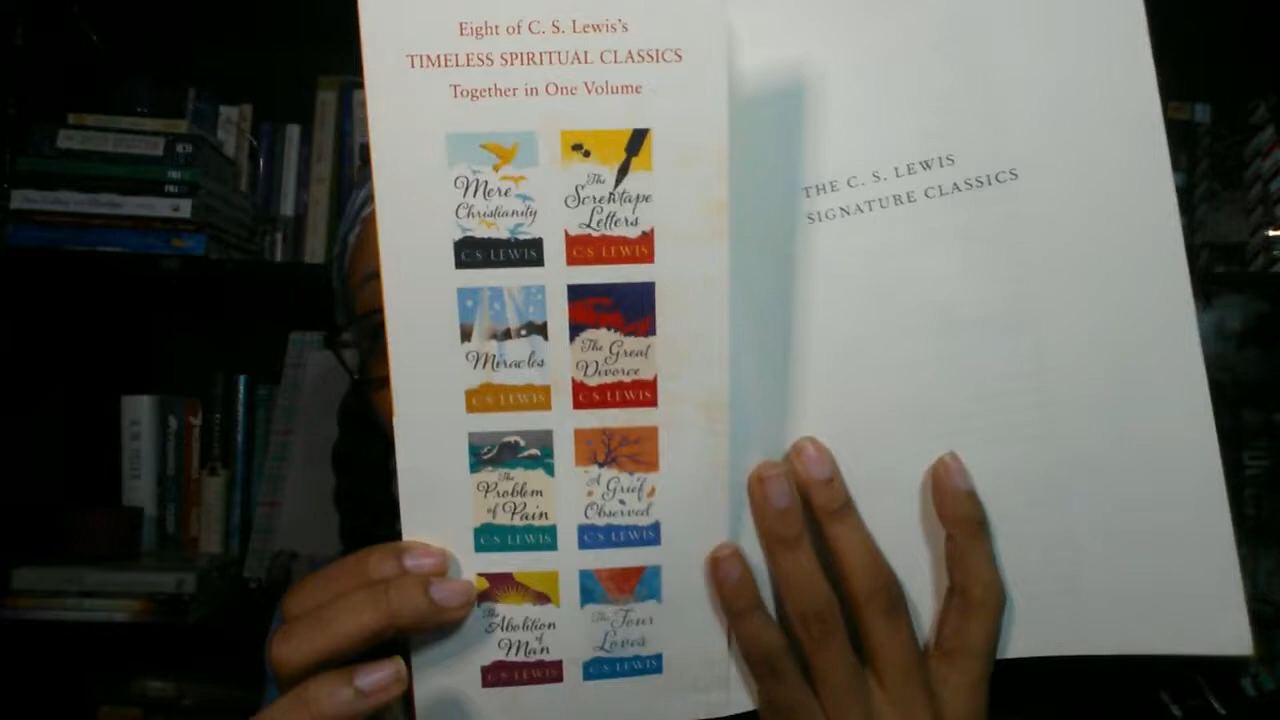 Eight of C. S. Lewis's
TIMELESS SPIRITUAL CLASSICS
Together in One Volume
Mere
Christianity
C·S·LEWIS
The
Screwtape
Letters
C·S·LEWIS
Miracles
C·S·LEWIS
The Great
Divorce
C·S·LEWIS
The
Problem
of Pain
C·S·LEWIS
A Grief
Observed
C·S·LEWIS
The
Abolition
of
Man
C·S·LEWIS
The Four
Loves
C·S·LEWIS
THE C. S. LEWIS
SIGNATURE CLASSICS